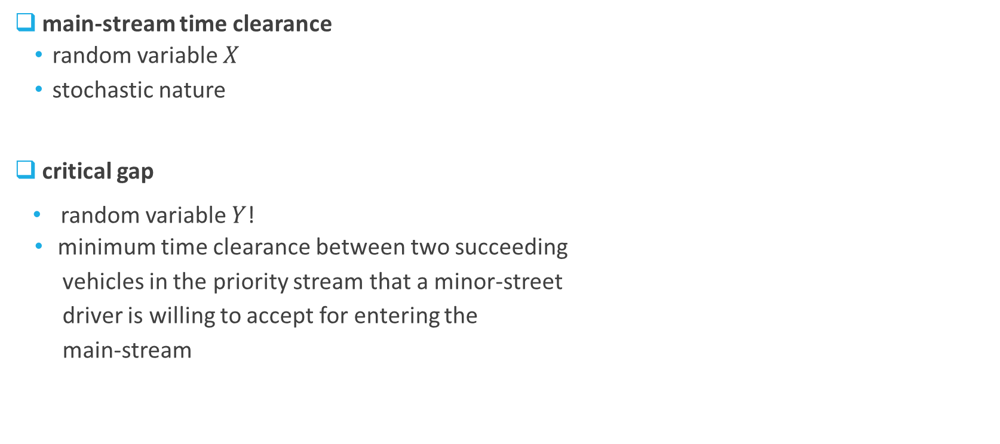 main-stream time clearance
• random variable X
• stochastic nature
critical gap
• random variable Y !
• minimum time clearance between two succeeding
vehicles in the priority stream that a minor-street
driver is willing to accept for entering the
main-stream